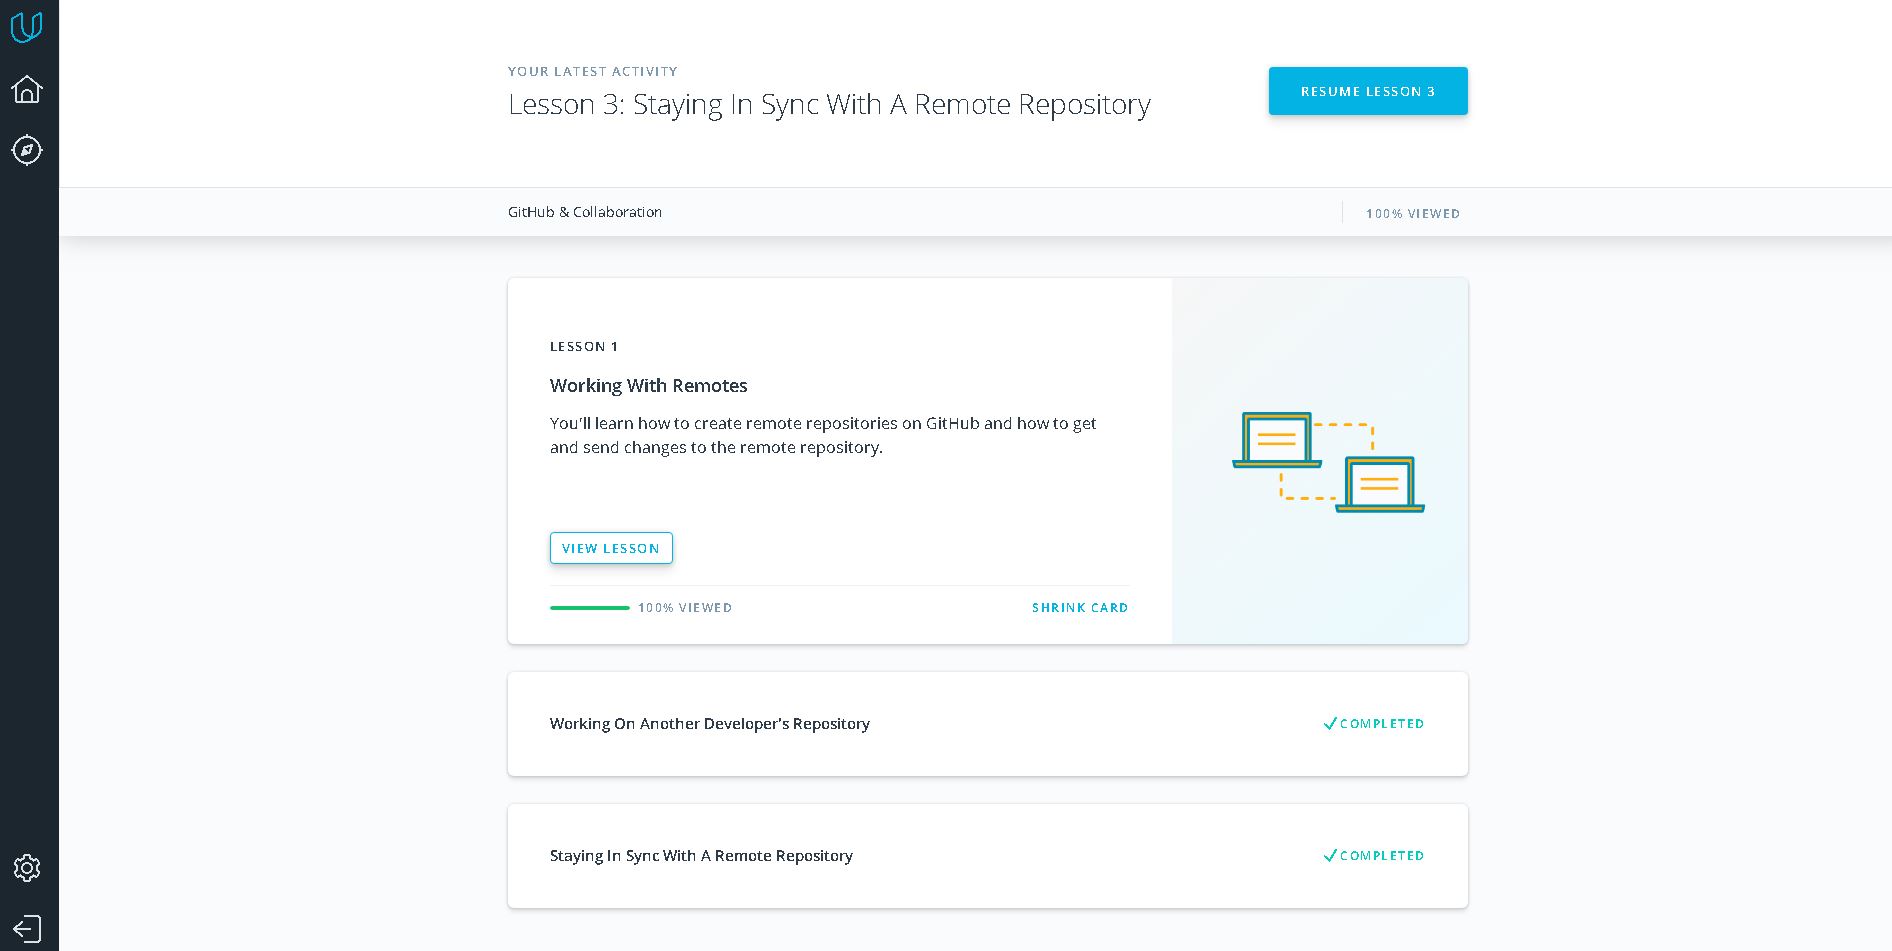 YOUR LATEST ACTIVITY
Lesson 3: Staying In Sync With A Remote Repository
RESUME LESSON 3
GitHub & Collaboration
100% VIEWED
LESSON 1
Working With Remotes
You’ll learn how to create remote repositories on GitHub and how to get
and send changes to the remote repository.
VIEW LESSON
100% VIEWED
SHRINK CARD
Working On Another Developer’s Repository
COMPLETED
Staying In Sync With A Remote Repository
COMPLETED